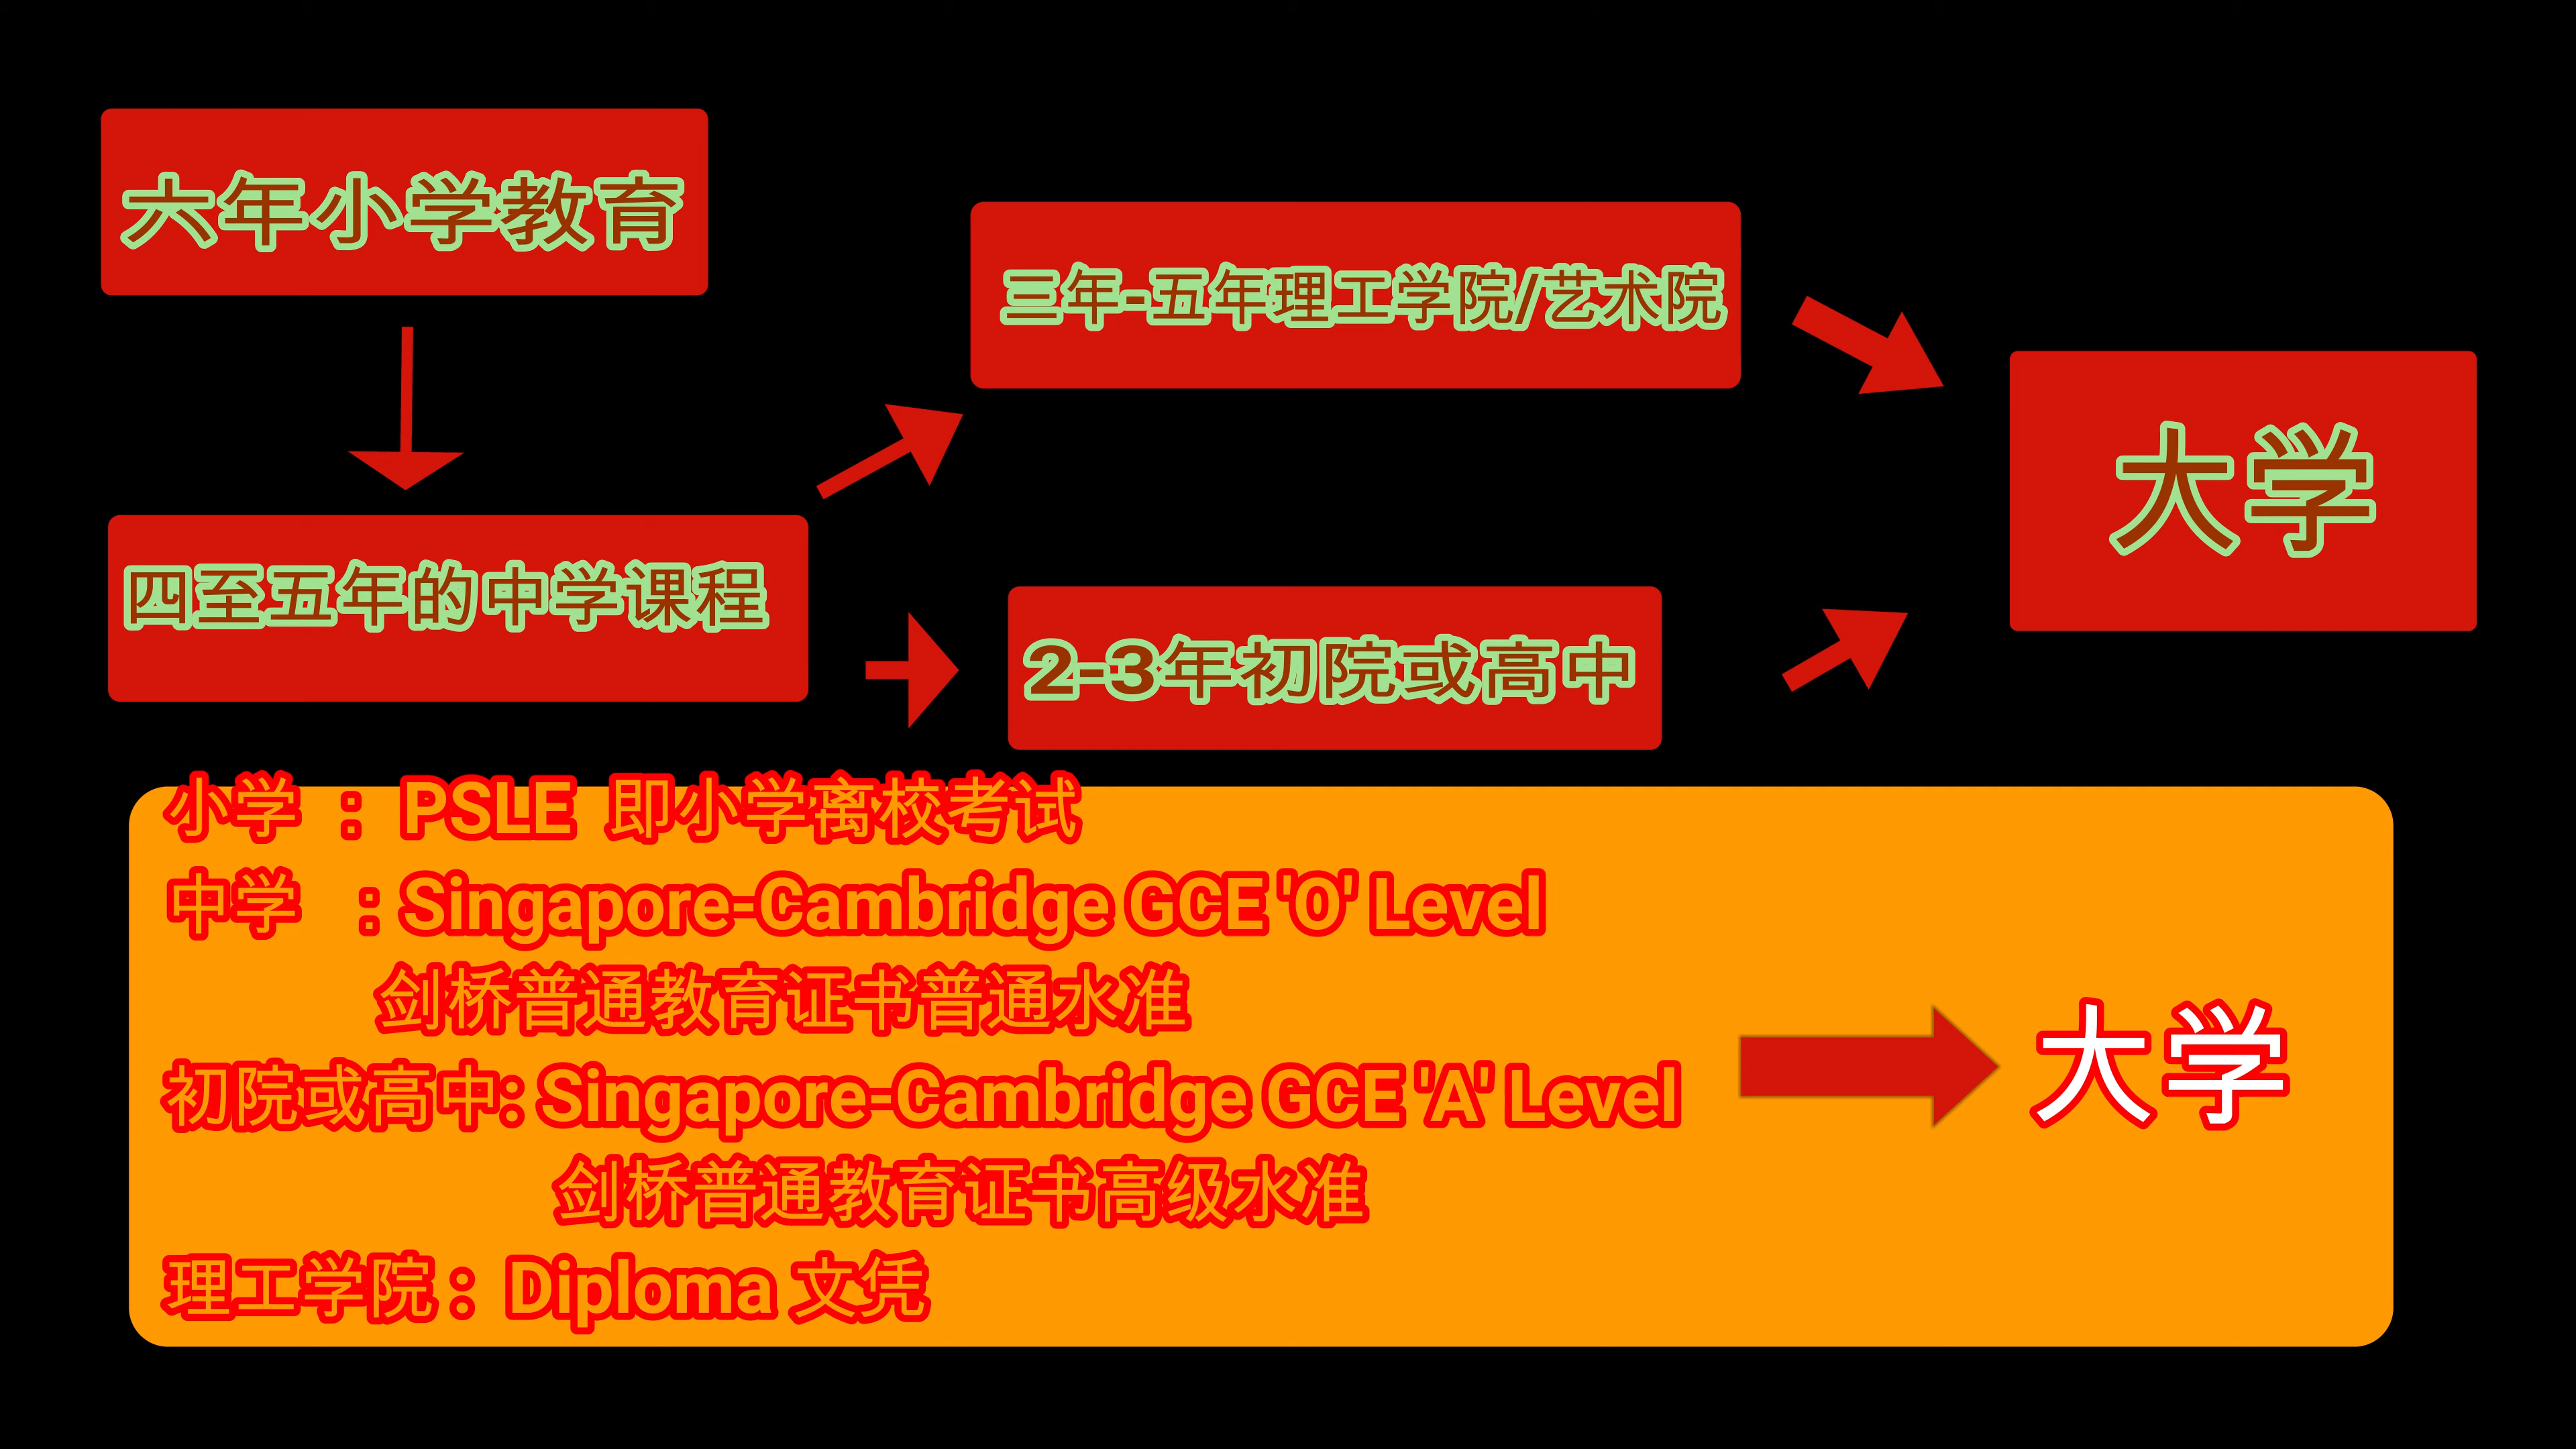 六年小学教育
三年-五年理工学院/艺术院
大学
四至五年的中学课程
2-3年初院或高中
小学 ：PSLE 即小学离校考试
中学 ：Singapore-Cambridge GCE 'O' Level
剑桥普通教育证书普通水准
初院或高中: Singapore-Cambridge GCE 'A' Level
剑桥普通教育证书高级水准
理工学院：Diploma 文凭
大学